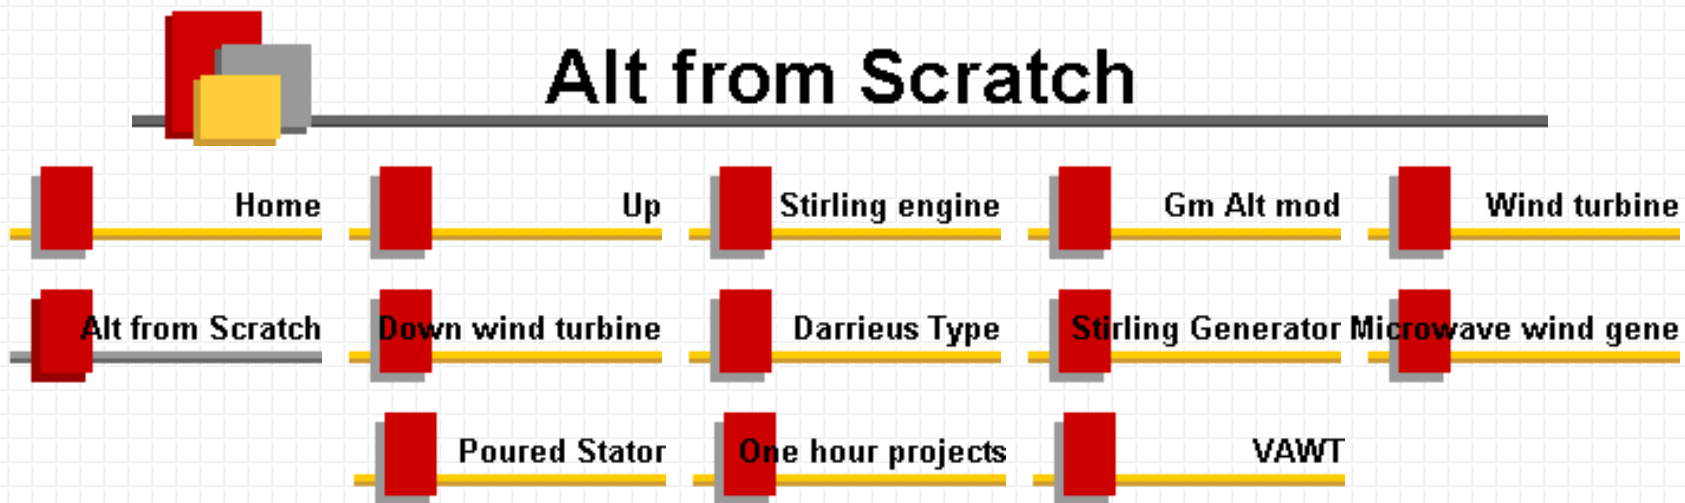 Alt from Scratch
Home Up Stirling engine Gm Alt mod Wind turbine
Alt from Scratch Down wind turbine Darrieus Type Stirling Generator Microwave wind gene
Poured Stator One hour projects VAWT